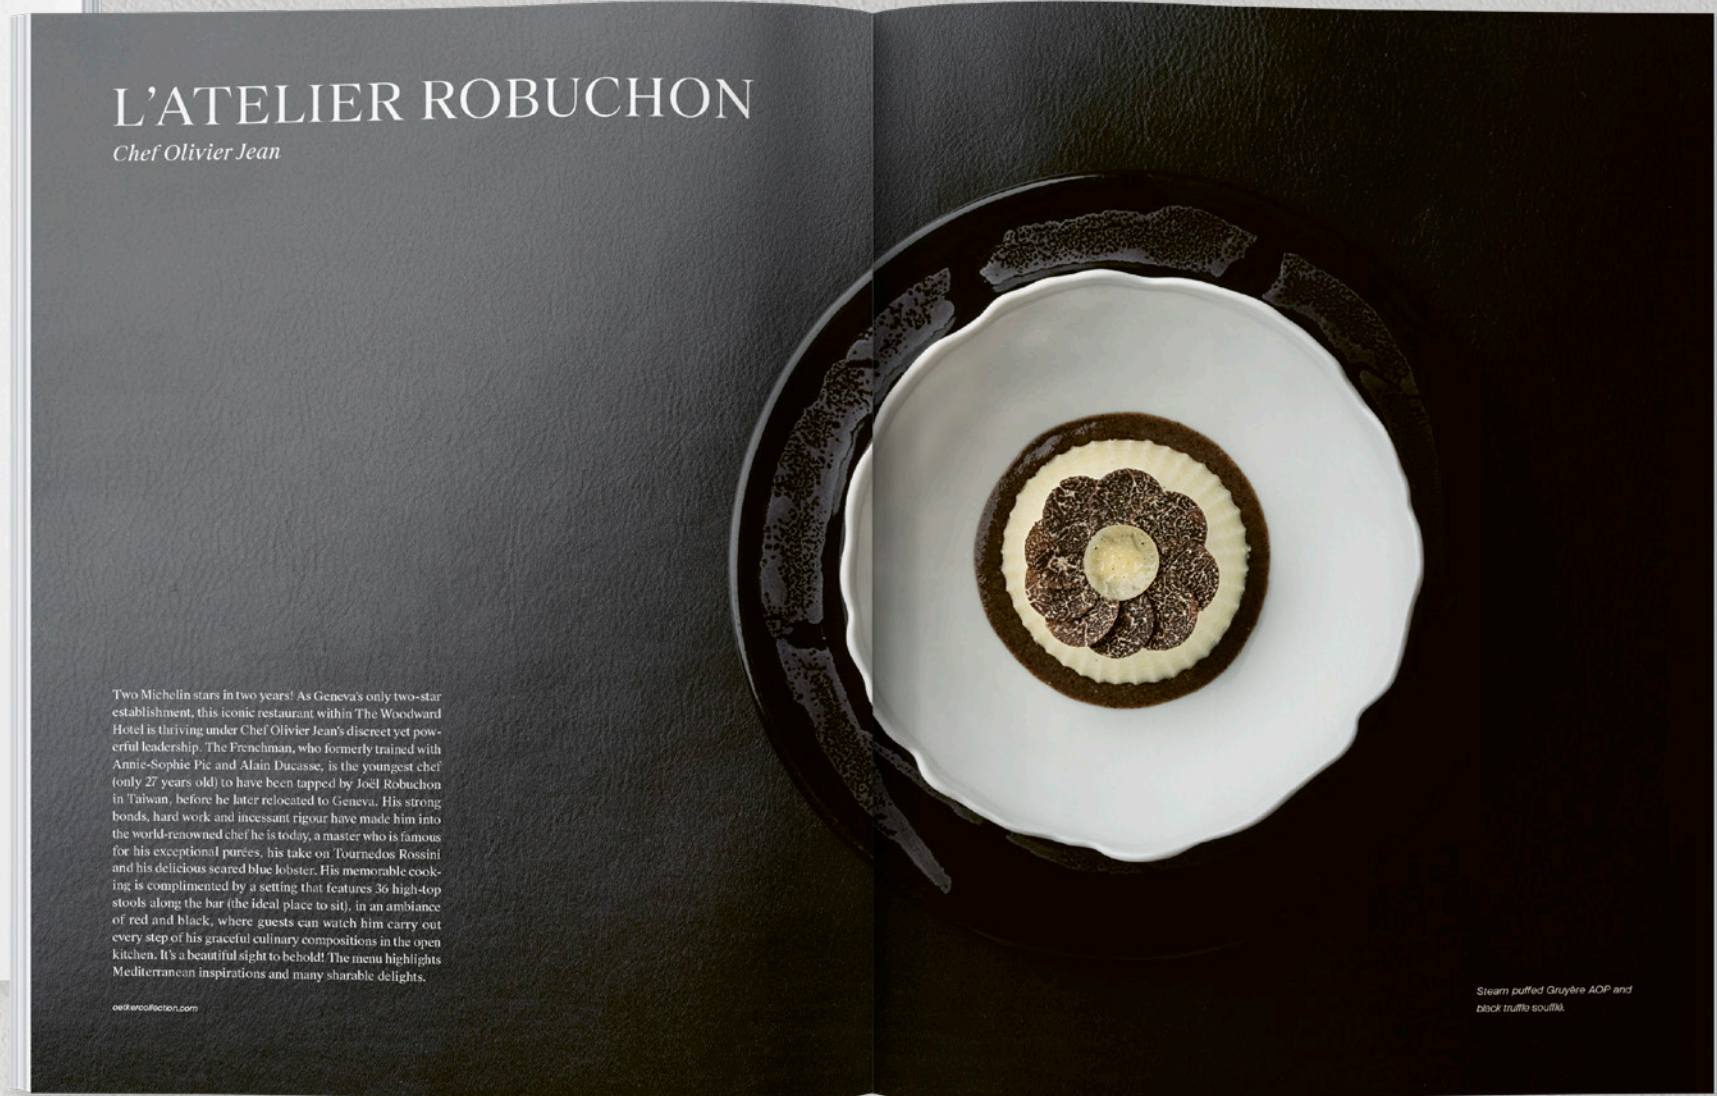 L'ATELIER ROBUCHON
Chef Olivier Jean
Two Michelin stars in two years! As Geneva's only two-star
establishment, this iconic restaurant within The Woodward
Hotel is thriving under Chef Olivier Jean's discreet yet pow-
erful leadership. The Frenchman, who formerly trained with
Annie-Sophie Pic and Alain Ducasse, is the youngest chef
(only 27 years old) to have been tapped by Joël Robuchon
in Taiwan, before he later relocated to Geneva. His strong
bonds, hard work and incessant rigour have made him into
the world-renowned chef he is today, a master who is famous
for his exceptional purées, his take on Tournedos Rossini
and his delicious seared blue lobster. His memorable cook-
ing is complimented by a setting that features 36 high-top
stools along the bar (the ideal place to sit), in an ambiance
of red and black, where guests can watch him carry out
every step of his graceful culinary compositions in the open
kitchen. It's a beautiful sight to behold! The menu highlights
Mediterranean inspirations and many sharable delights.
oetkercollection.com
Steam puffed Gruyère AOP and
black truffle soufflé.